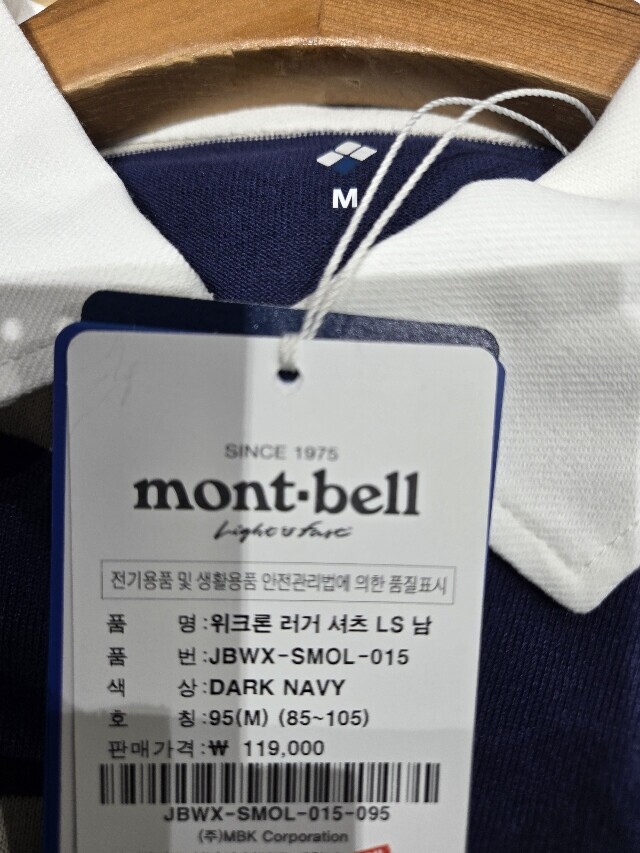 M
SINCE 1975
mont·bell
Light & Fast
전기용품 및 생활용품 안전관리법에 의한 품질표시
품 명:위크론 러거 셔츠 LS 남
품 번:JBWX-SMOL-015
색 상:DARK NAVY
호 칭:95(M) (85~105)
판매가격:₩ 119,000
JBWX-SMOL-015-095
(주)MBK Corporation